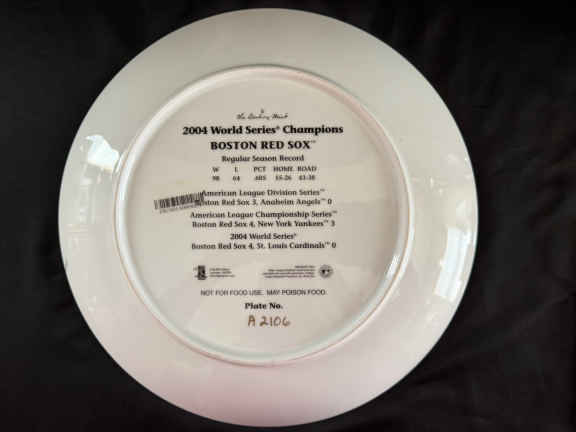 The Danbury Mint
2004 World Series® Champions
BOSTON RED SOX™
Regular Season Record
W L PCT HOME ROAD
98 64 .605 55-26 43-38
American League Division Series™
Boston Red Sox 3, Anaheim Angels™ 0
American League Championship Series™
Boston Red Sox 4, New York Yankees™ 3
2004 World Series®
Boston Red Sox 4, St. Louis Cardinals™ 0
NOT FOR FOOD USE. MAY POISON FOOD.
Plate No.
A2106